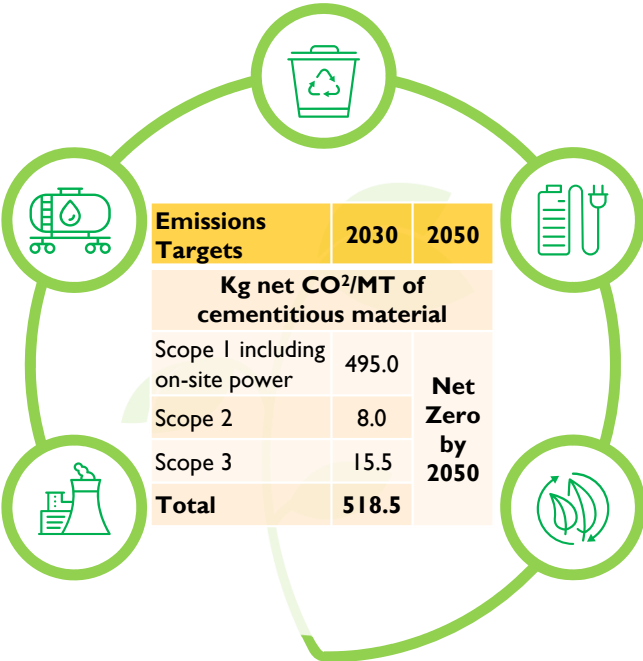 Emissions Targets 2030 2050
Kg net CO²/MT of
cementitious material
Scope 1 including
on-site power 495.0
Scope 2 8.0
Scope 3 15.5
Total 518.5
Net
Zero
by
2050